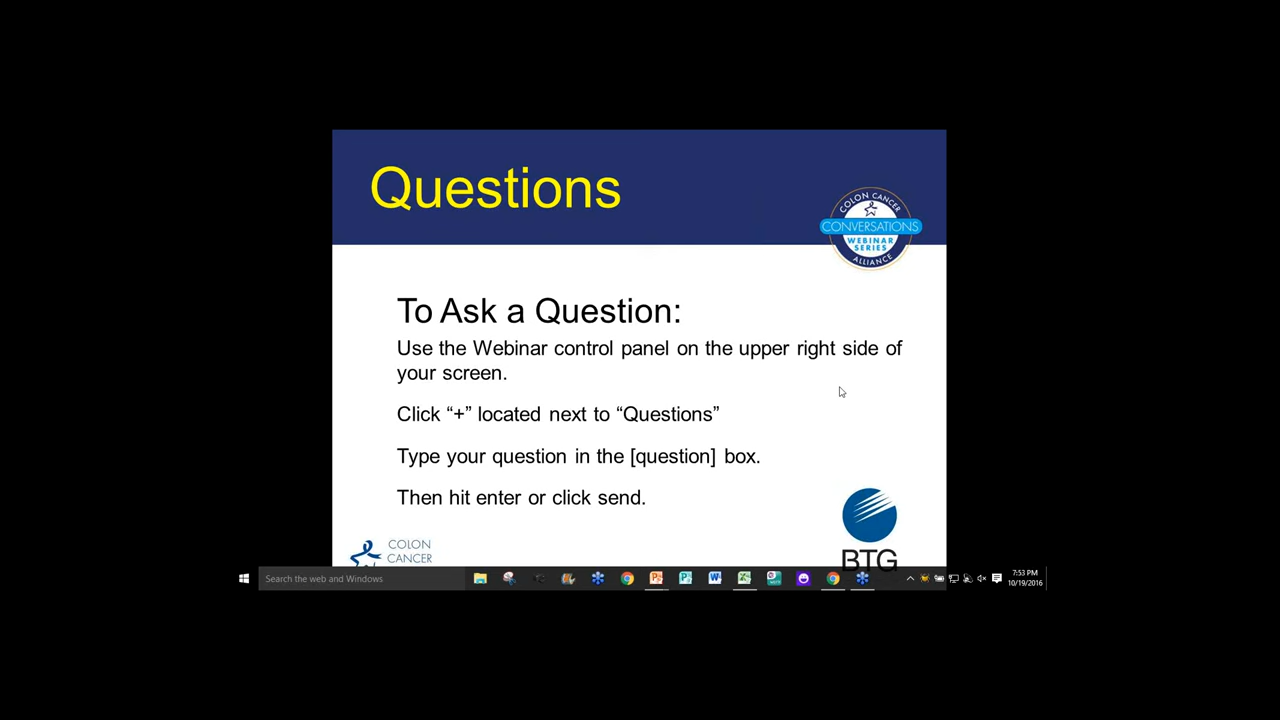 Questions
COLON CANCER
CONVERSATIONS
WEBINAR
SERIES
ALLIANCE
To Ask a Question:
Use the Webinar control panel on the upper right side of
your screen.
Click “+” located next to “Questions”
Type your question in the [question] box.
Then hit enter or click send.
COLON
CANCER
BTG
Search the web and Windows
7:53 PM
10/19/2016